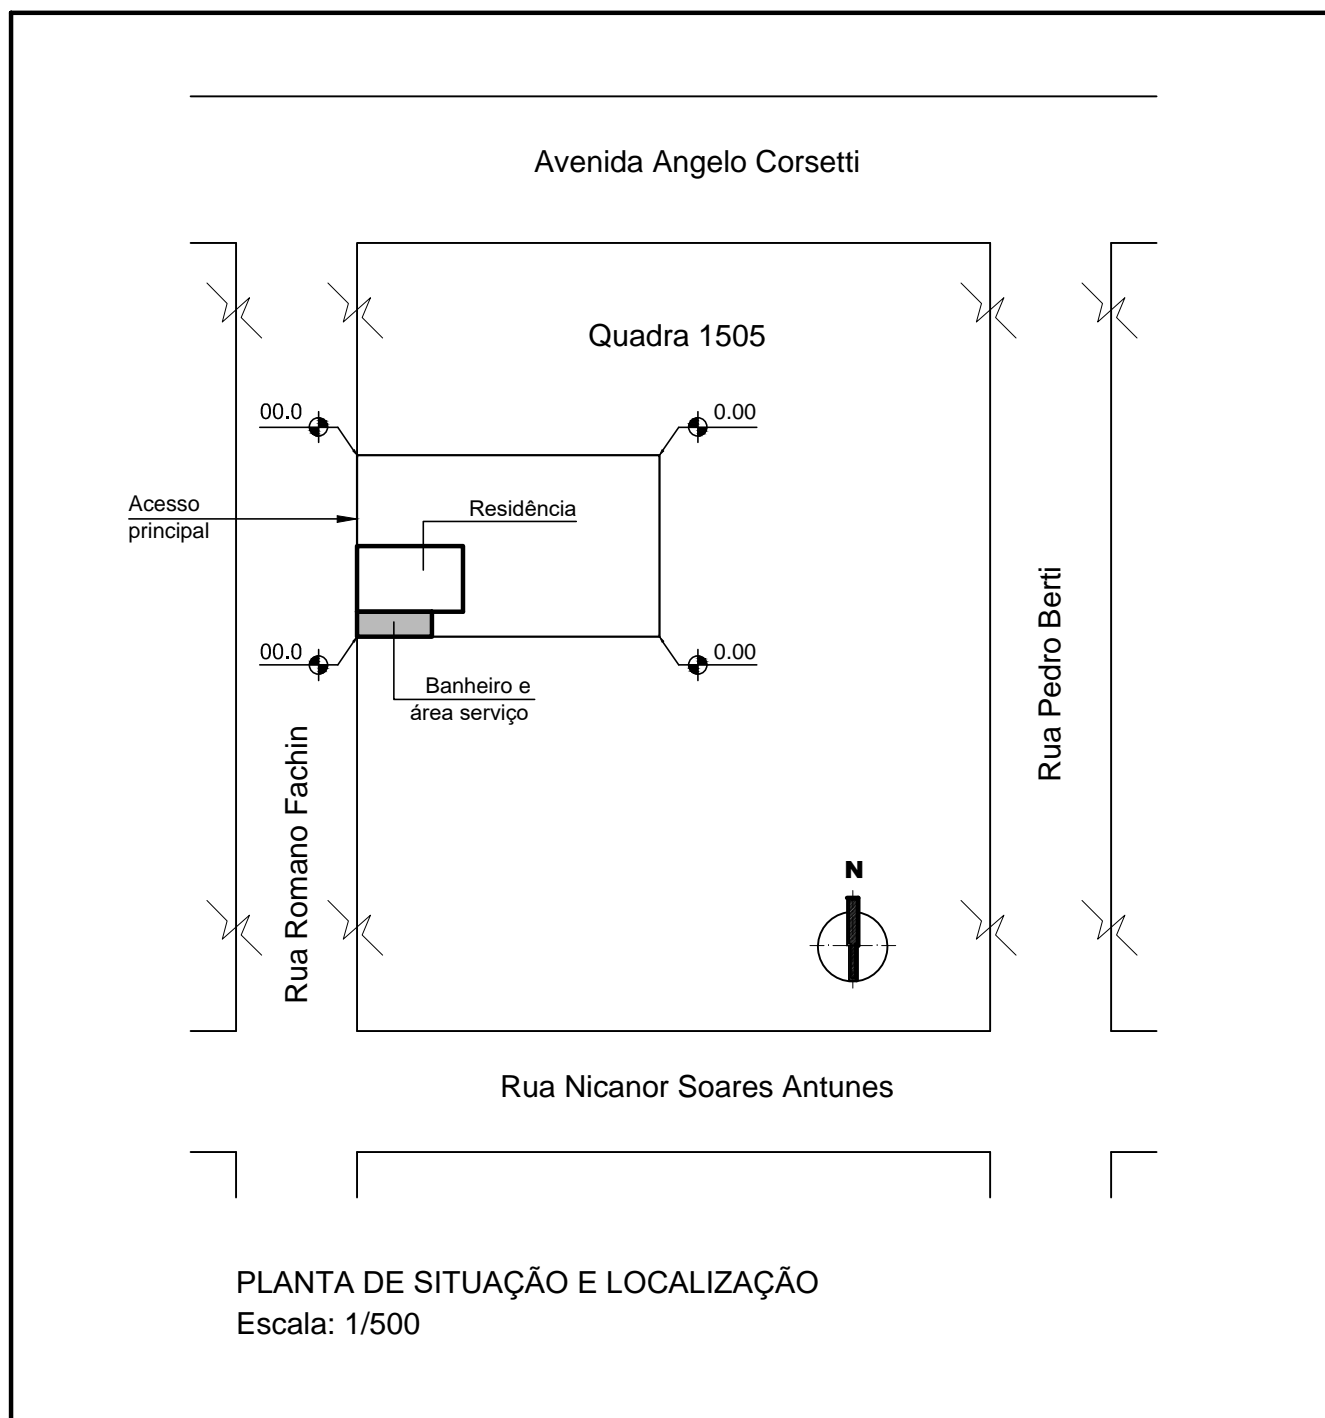 Avenida Angelo Corsetti
Quadra 1505
00.0
0.00
Acesso
principal
Residência
00.0
0.00
Banheiro e
área serviço
Rua Romano Fachin
Rua Pedro Berti
N
Rua Nicanor Soares Antunes
PLANTA DE SITUAÇÃO E LOCALIZAÇÃO
Escala: 1/500